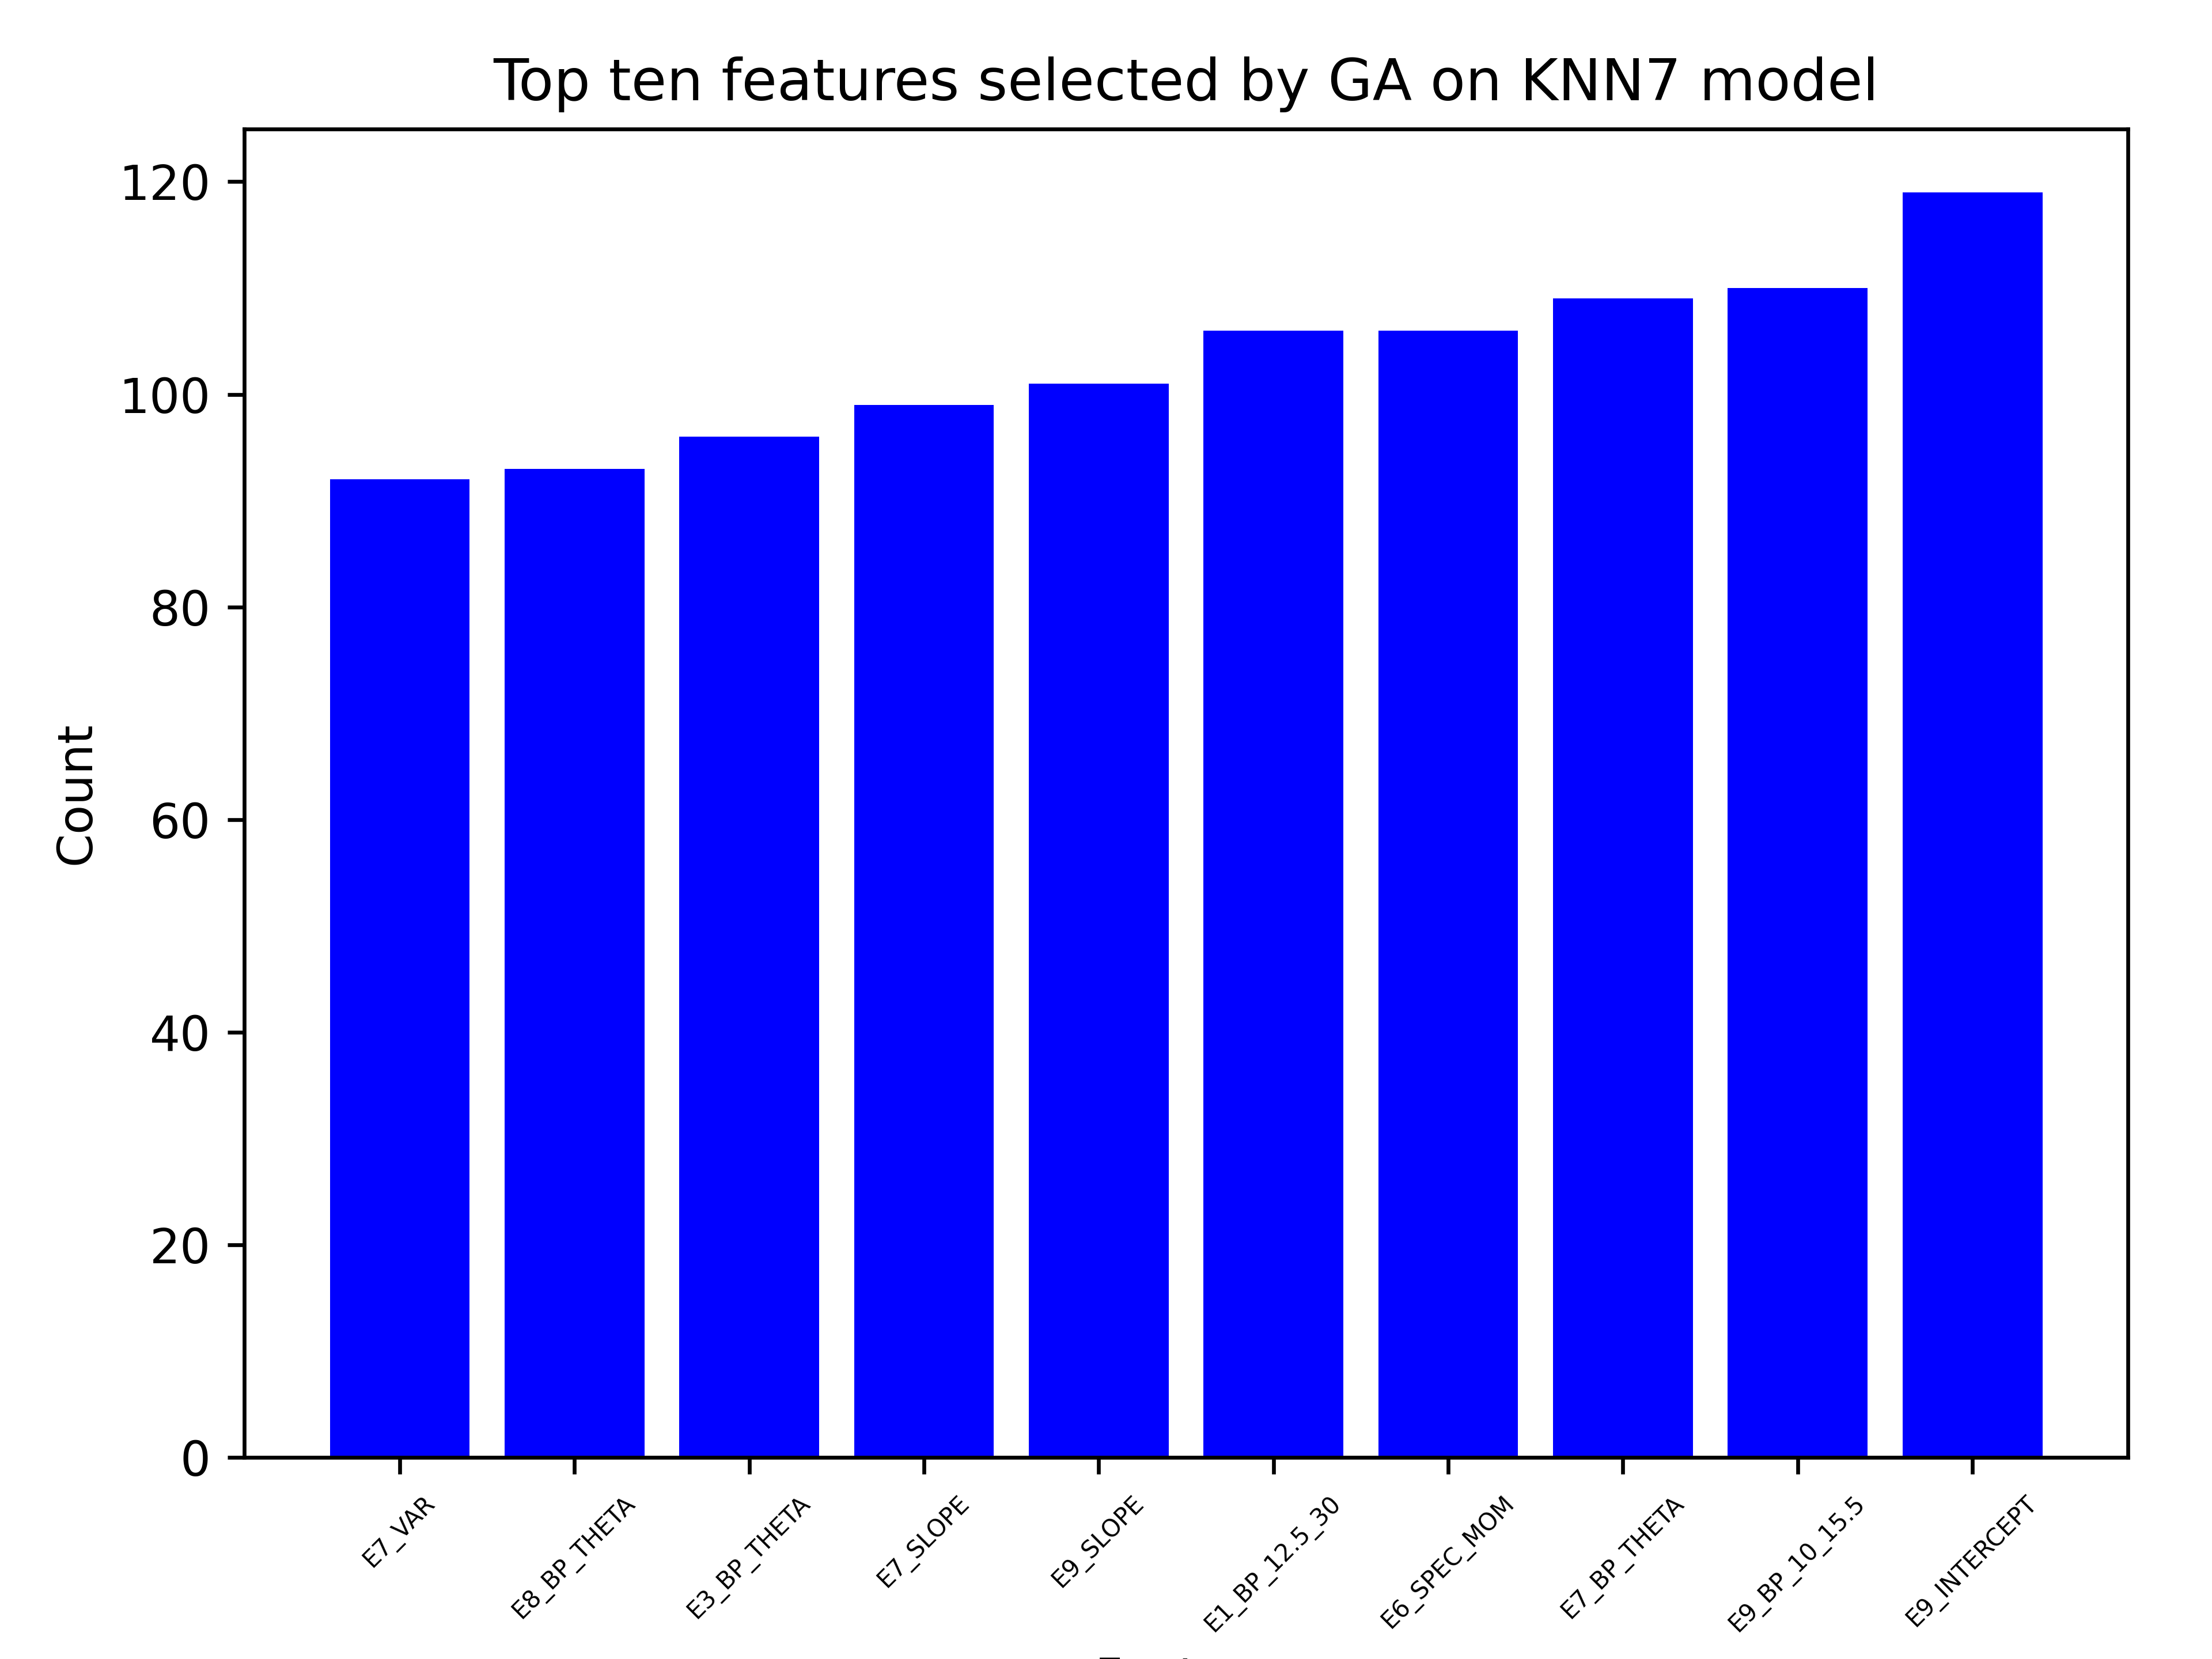 Top ten features selected by GA on KNN7 model
120
100
80
60
40
20
0
Count
E7_VAR
E8_BP_THETA
E3_BP_THETA
E7_SLOPE
E9_SLOPE
E1_BP_12.5_30
E6_SPEC_MOM
E7_BP_THETA
E9_BP_10_15.5
E9_INTERCEPT